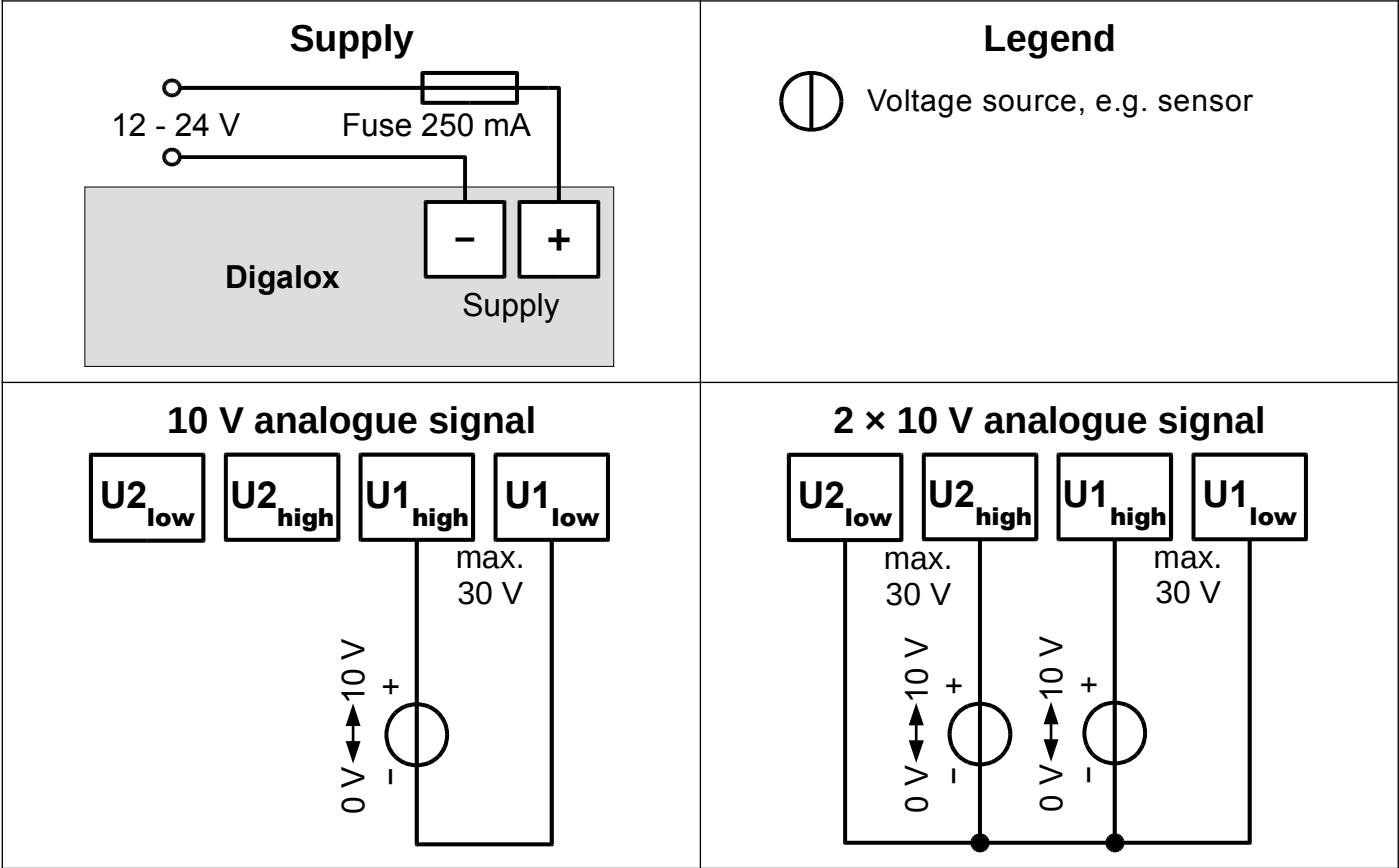 Supply
12 - 24 V
Fuse 250 mA
− +
Digalox
Supply
Legend
Voltage source, e.g. sensor
10 V analogue signal
U2low U2high U1high U1low
max.
30 V
0 V 10 V
+
−
2 × 10 V analogue signal
U2low U2high U1high U1low
max.
30 V
max.
30 V
0 V 10 V
+
−
0 V 10 V
+
−